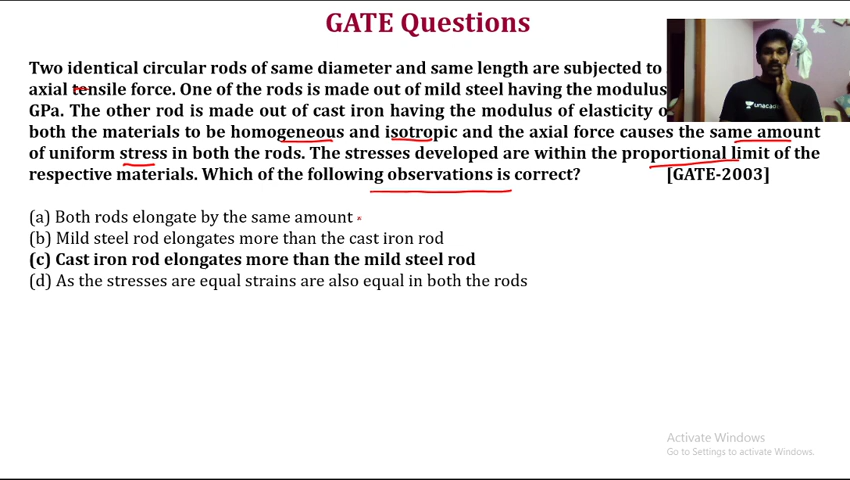 GATE Questions
Two identical circular rods of same diameter and same length are subjected to
axial tensile force. One of the rods is made out of mild steel having the modulus
GPa. The other rod is made out of cast iron having the modulus of elasticity o
both the materials to be homogeneous and isotropic and the axial force causes the same amount
of uniform stress in both the rods. The stresses developed are within the proportional limit of the
respective materials. Which of the following observations is correct? [GATE-2003]
(a) Both rods elongate by the same amount
(b) Mild steel rod elongates more than the cast iron rod
(c) Cast iron rod elongates more than the mild steel rod
(d) As the stresses are equal strains are also equal in both the rods
Activate Windows
Go to Settings to activate Windows.